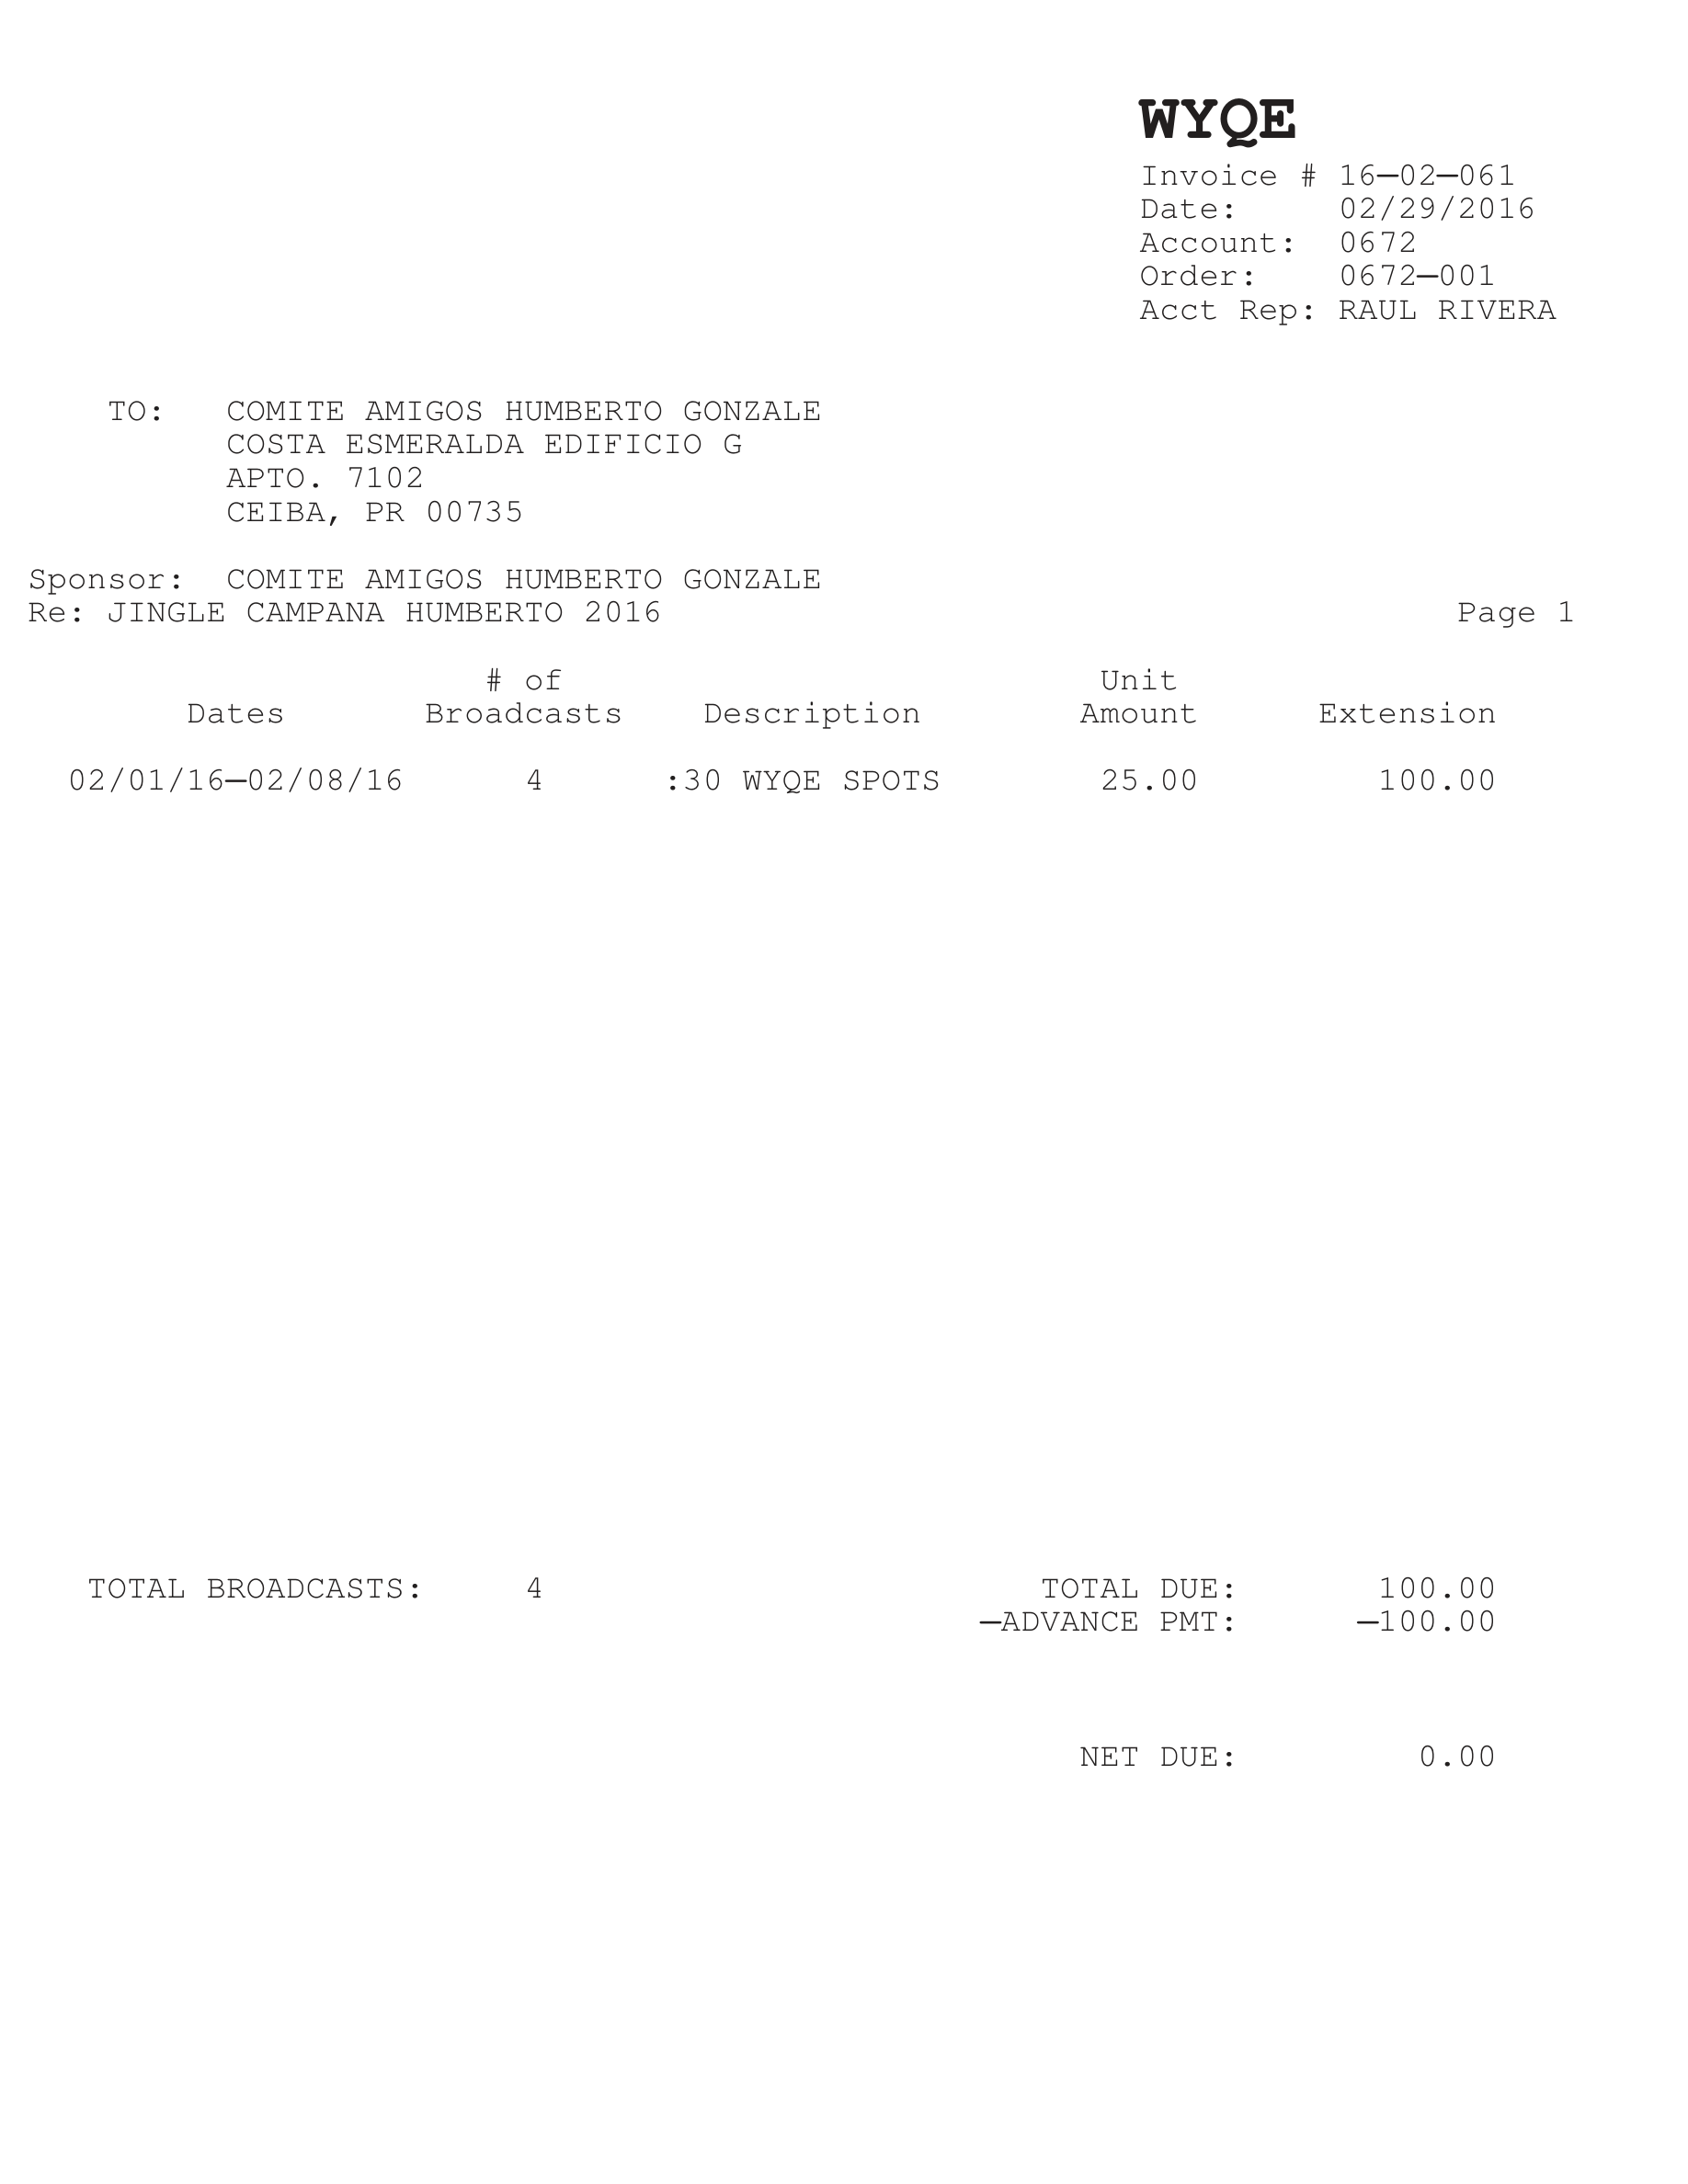 WYQE
Invoice # 16-02-061
Date: 02/29/2016
Account: 0672
Order: 0672-001
Acct Rep: RAUL RIVERA
TO: COMITE AMIGOS HUMBERTO GONZALE
COSTA ESMERALDA EDIFICIO G
APTO. 7102
CEIBA, PR 00735
Sponsor: COMITE AMIGOS HUMBERTO GONZALE
Re: JINGLE CAMPANA HUMBERTO 2016 Page 1
# of Unit
Dates Broadcasts Description Amount Extension
02/01/16-02/08/16 4 :30 WYQE SPOTS 25.00 100.00
TOTAL BROADCASTS: 4 TOTAL DUE: 100.00
-ADVANCE PMT: -100.00
NET DUE: 0.00